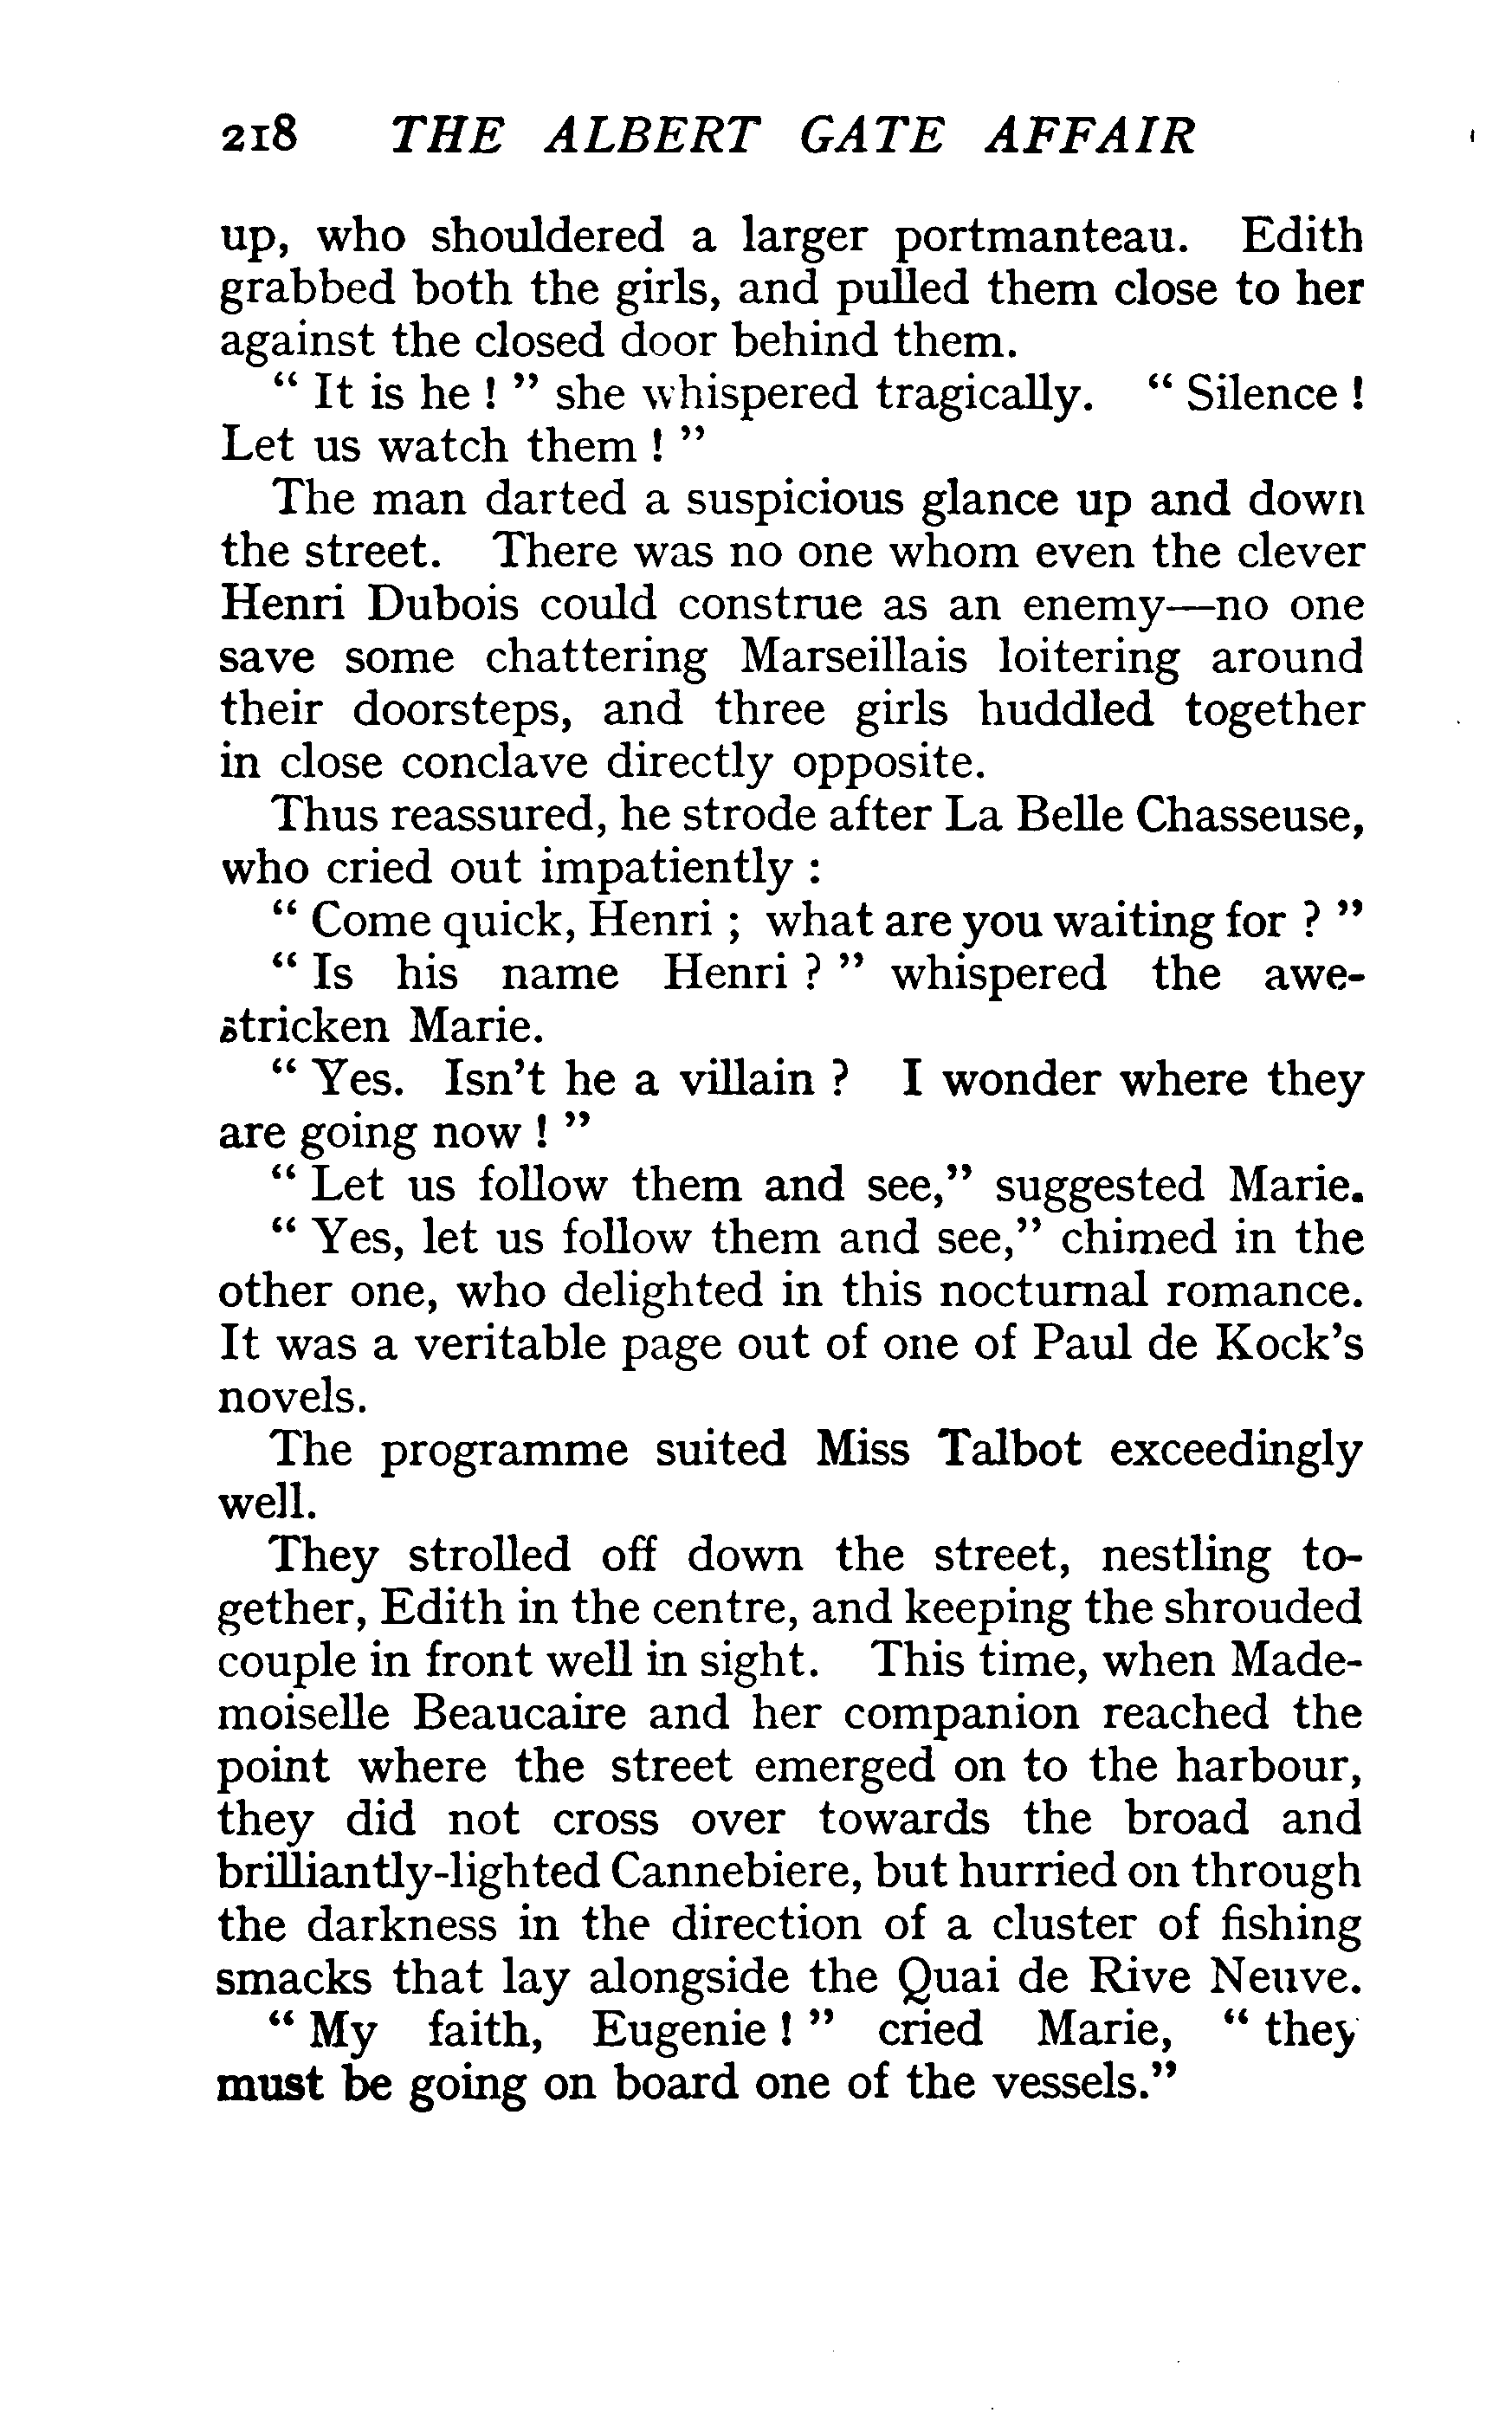 218 THE ALBERT GATE AFFAIR
up, who shouldered a larger portmanteau. Edith
grabbed both the girls, and pulled them close to her
against the closed door behind them.
“ It is he ! ” she whispered tragically. “ Silence !
Let us watch them ! ”
The man darted a suspicious glance up and down
the street. There was no one whom even the clever
Henri Dubois could construe as an enemy—no one
save some chattering Marseillais loitering around
their doorsteps, and three girls huddled together
in close conclave directly opposite.
Thus reassured, he strode after La Belle Chasseuse,
who cried out impatiently :
“ Come quick, Henri ; what are you waiting for ? ”
“ Is his name Henri ? ” whispered the awe-
stricken Marie.
“ Yes. Isn’t he a villain ? I wonder where they
are going now ! ”
“ Let us follow them and see,” suggested Marie.
“ Yes, let us follow them and see,” chimed in the
other one, who delighted in this nocturnal romance.
It was a veritable page out of one of Paul de Kock’s
novels.
The programme suited Miss Talbot exceedingly
well.
They strolled off down the street, nestling to-
gether, Edith in the centre, and keeping the shrouded
couple in front well in sight. This time, when Made-
moiselle Beaucaire and her companion reached the
point where the street emerged on to the harbour,
they did not cross over towards the broad and
brilliantly-lighted Cannebiere, but hurried on through
the darkness in the direction of a cluster of fishing
smacks that lay alongside the Quai de Rive Neuve.
“ My faith, Eugenie ! ” cried Marie, “ they
must be going on board one of the vessels.”